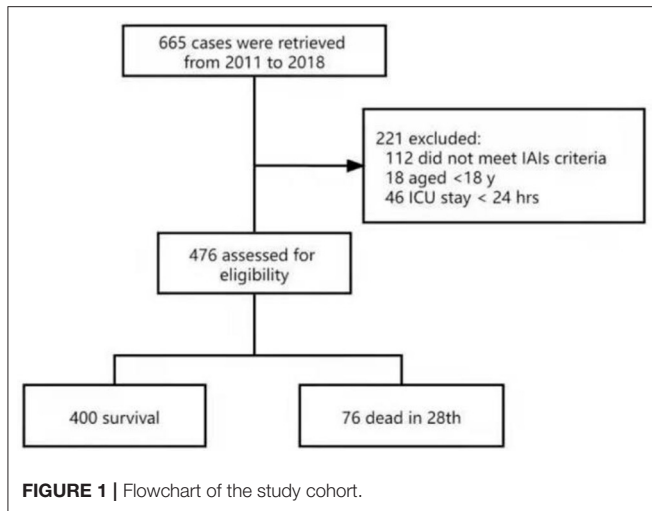 665 cases were retrieved
from 2011 to 2018
221 excluded:
112 did not meet IAIs criteria
18 aged <18 y
46 ICU stay < 24 hrs
476 assessed for
eligibility
400 survival
76 dead in 28th
FIGURE 1 | Flowchart of the study cohort.